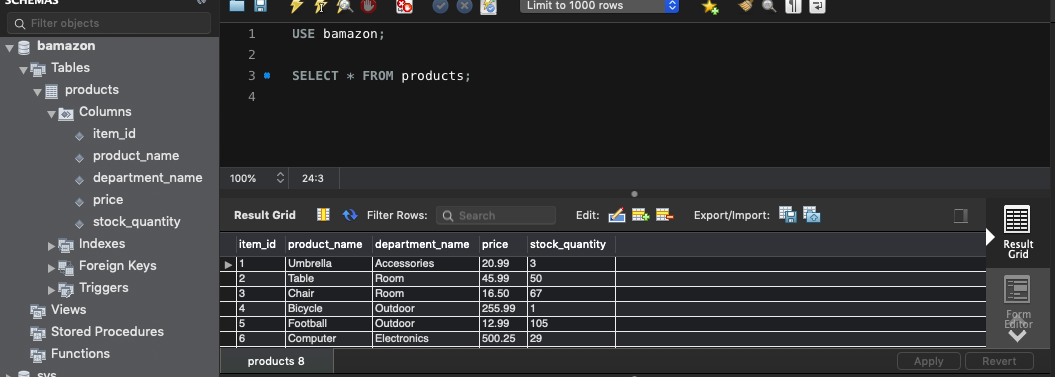 SCHEMAS
Limit to 1000 rows
Filter objects
bamazon
Tables
products
Columns
item_id
product_name
department_name
price
stock_quantity
Indexes
Foreign Keys
Triggers
Views
Stored Procedures
Functions
sys
1 USE bamazon;
2
3 SELECT * FROM products;
4
100% 24:3
Result Grid Filter Rows: Search Edit: Export/Import:
item_id product_name department_name price stock_quantity
1 Umbrella Accessories 20.99 3
2 Table Room 45.99 50
3 Chair Room 16.50 67
4 Bicycle Outdoor 255.99 1
5 Football Outdoor 12.99 105
6 Computer Electronics 500.25 29
Result
Grid
Form
Editor
products 8 Apply Revert